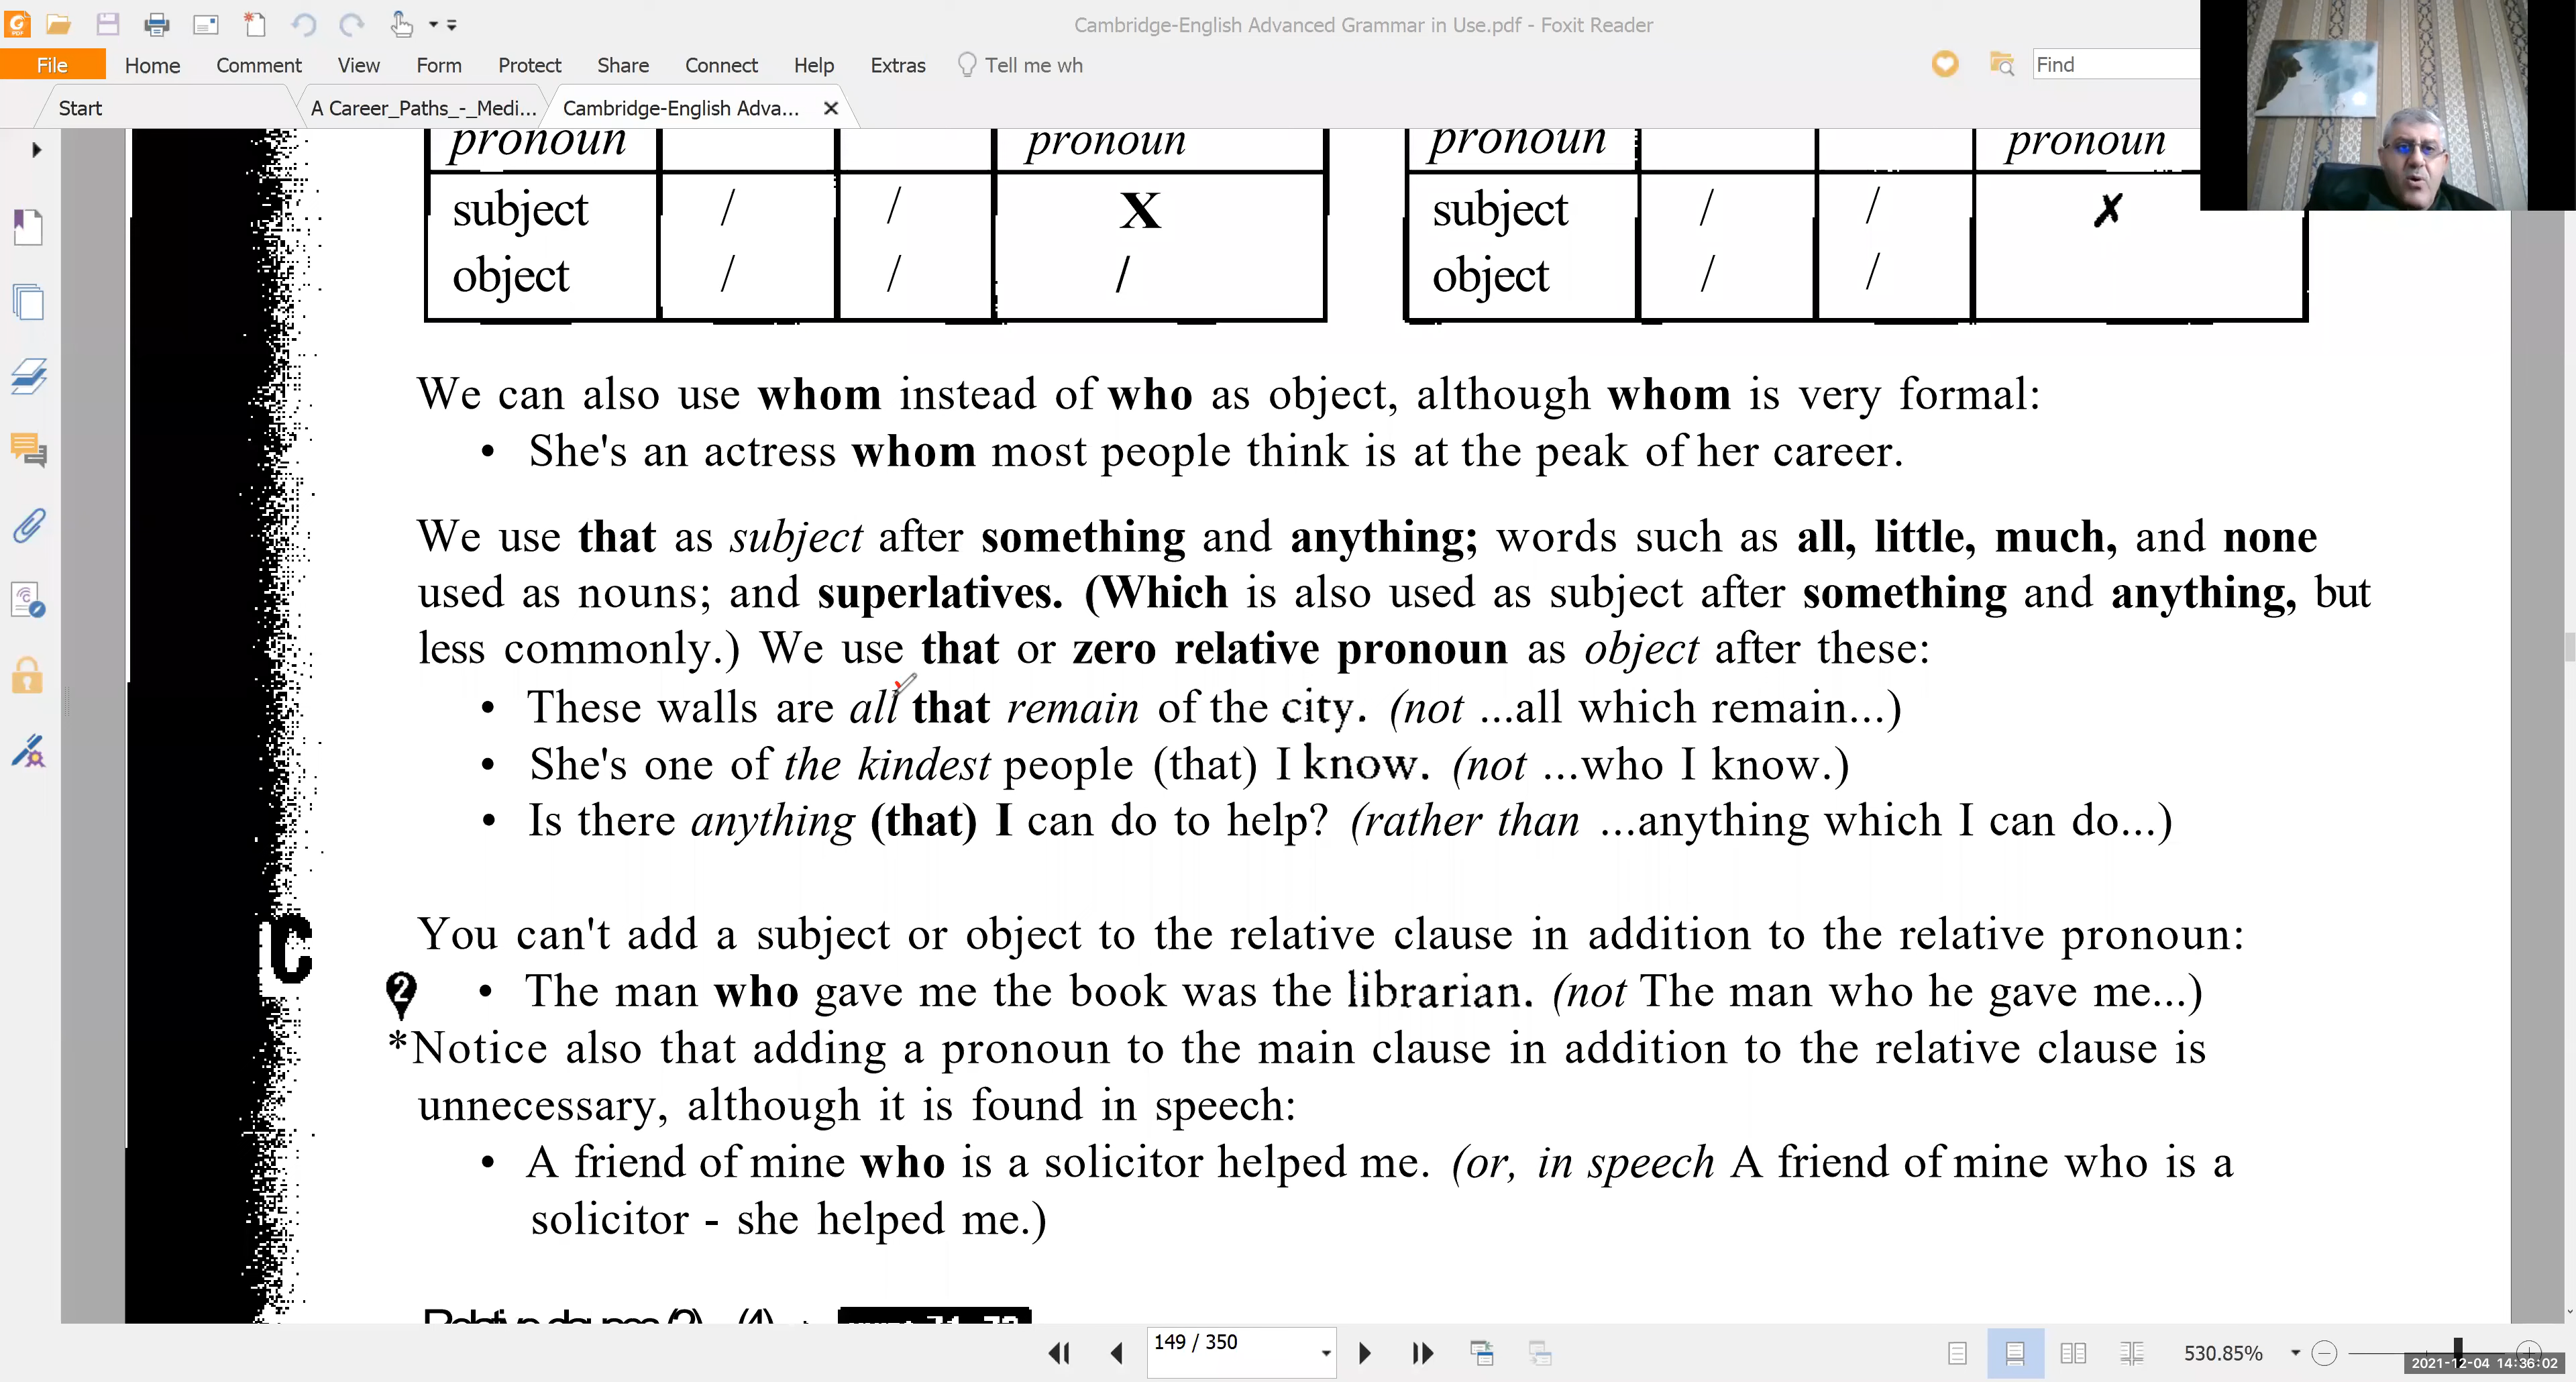 Cambridge-English Advanced Grammar in Use.pdf - Foxit Reader
File Home Comment View Form Protect Share Connect Help Extras Tell me wh Find
Start A Career_Paths_-_Medi... Cambridge-English Adva...
pronoun pronoun pronoun pronoun
subject / / X subject / / ✗
object / / / object / /
We can also use whom instead of who as object, although whom is very formal:
• She's an actress whom most people think is at the peak of her career.
We use that as subject after something and anything; words such as all, little, much, and none
used as nouns; and superlatives. (Which is also used as subject after something and anything, but
less commonly.) We use that or zero relative pronoun as object after these:
• These walls are all that remain of the city. (not ...all which remain...)
• She's one of the kindest people (that) I know. (not ...who I know.)
• Is there anything (that) I can do to help? (rather than ...anything which I can do...)
C
You can't add a subject or object to the relative clause in addition to the relative pronoun:
2 • The man who gave me the book was the librarian. (not The man who he gave me...)
*Notice also that adding a pronoun to the main clause in addition to the relative clause is
unnecessary, although it is found in speech:
• A friend of mine who is a solicitor helped me. (or, in speech A friend of mine who is a
solicitor - she helped me.)
149 / 350 530.85%
2021-12-04 14:36:02